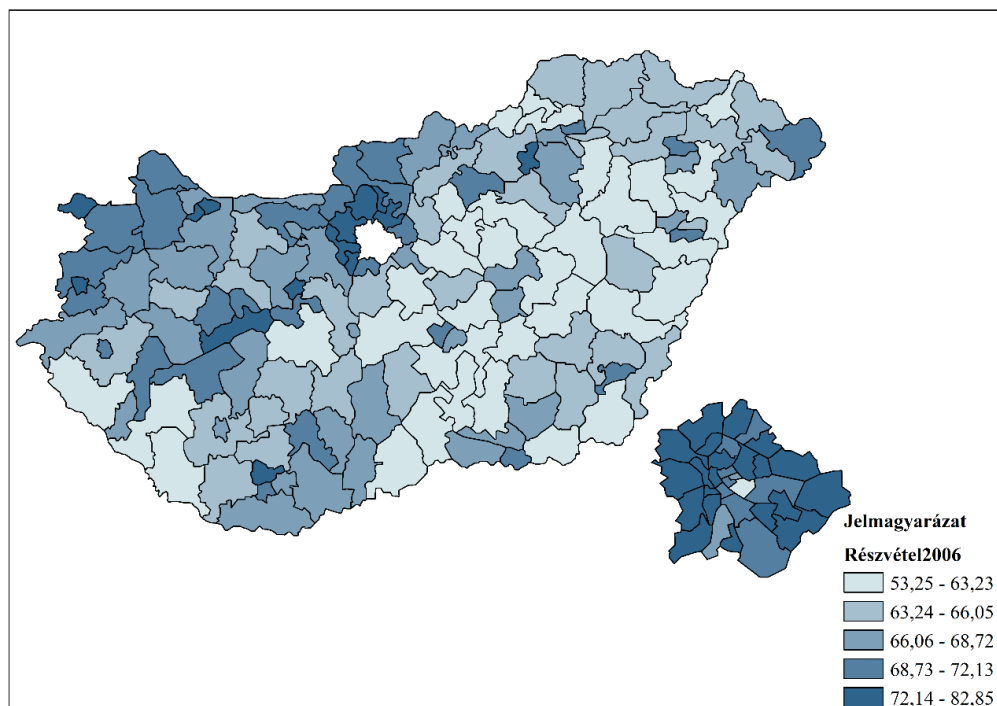 Jelmagyarázat
Részvétel2006
53,25 - 63,23
63,24 - 66,05
66,06 - 68,72
68,73 - 72,13
72,14 - 82,85